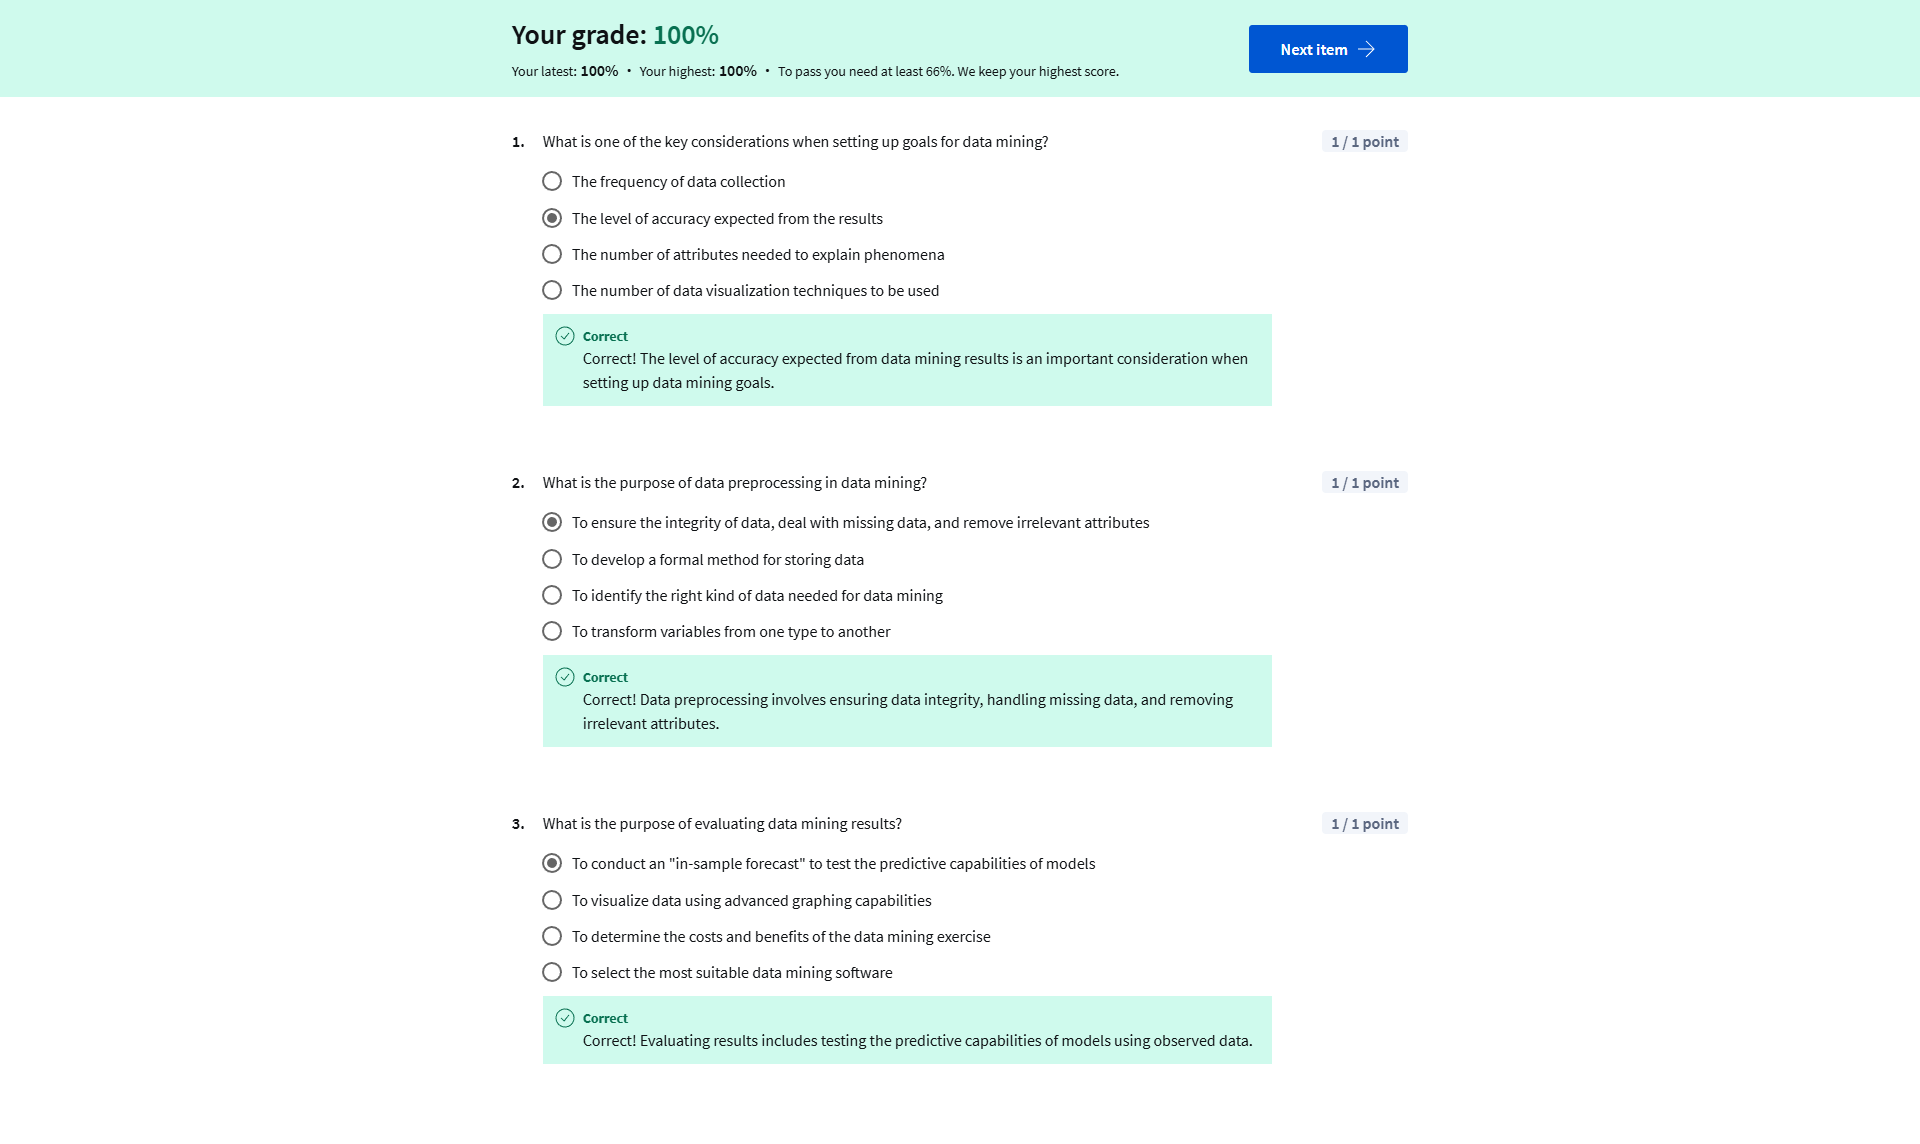 Your grade: 100%
Next item
Your latest: 100% • Your highest: 100% • To pass you need at least 66%. We keep your highest score.
1. What is one of the key considerations when setting up goals for data mining? 1 / 1 point
The frequency of data collection
The level of accuracy expected from the results
The number of attributes needed to explain phenomena
The number of data visualization techniques to be used
Correct
Correct! The level of accuracy expected from data mining results is an important consideration when
setting up data mining goals.
2. What is the purpose of data preprocessing in data mining? 1 / 1 point
To ensure the integrity of data, deal with missing data, and remove irrelevant attributes
To develop a formal method for storing data
To identify the right kind of data needed for data mining
To transform variables from one type to another
Correct
Correct! Data preprocessing involves ensuring data integrity, handling missing data, and removing
irrelevant attributes.
3. What is the purpose of evaluating data mining results? 1 / 1 point
To conduct an "in-sample forecast" to test the predictive capabilities of models
To visualize data using advanced graphing capabilities
To determine the costs and benefits of the data mining exercise
To select the most suitable data mining software
Correct
Correct! Evaluating results includes testing the predictive capabilities of models using observed data.